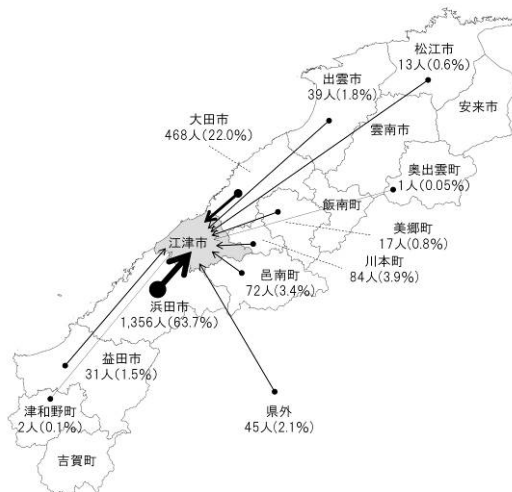 松江市
13人(0.6%)
出雲市
39人(1.8%)
安来市
大田市
468人(22.0%)
雲南市
奥出雲町
1人(0.05%)
飯南町
美郷町
17人(0.8%)
江津市
川本町
84人(3.9%)
邑南町
72人(3.4%)
浜田市
1,356人(63.7%)
益田市
31人(1.5%)
津和野町
2人(0.1%)
県外
45人(2.1%)
吉賀町